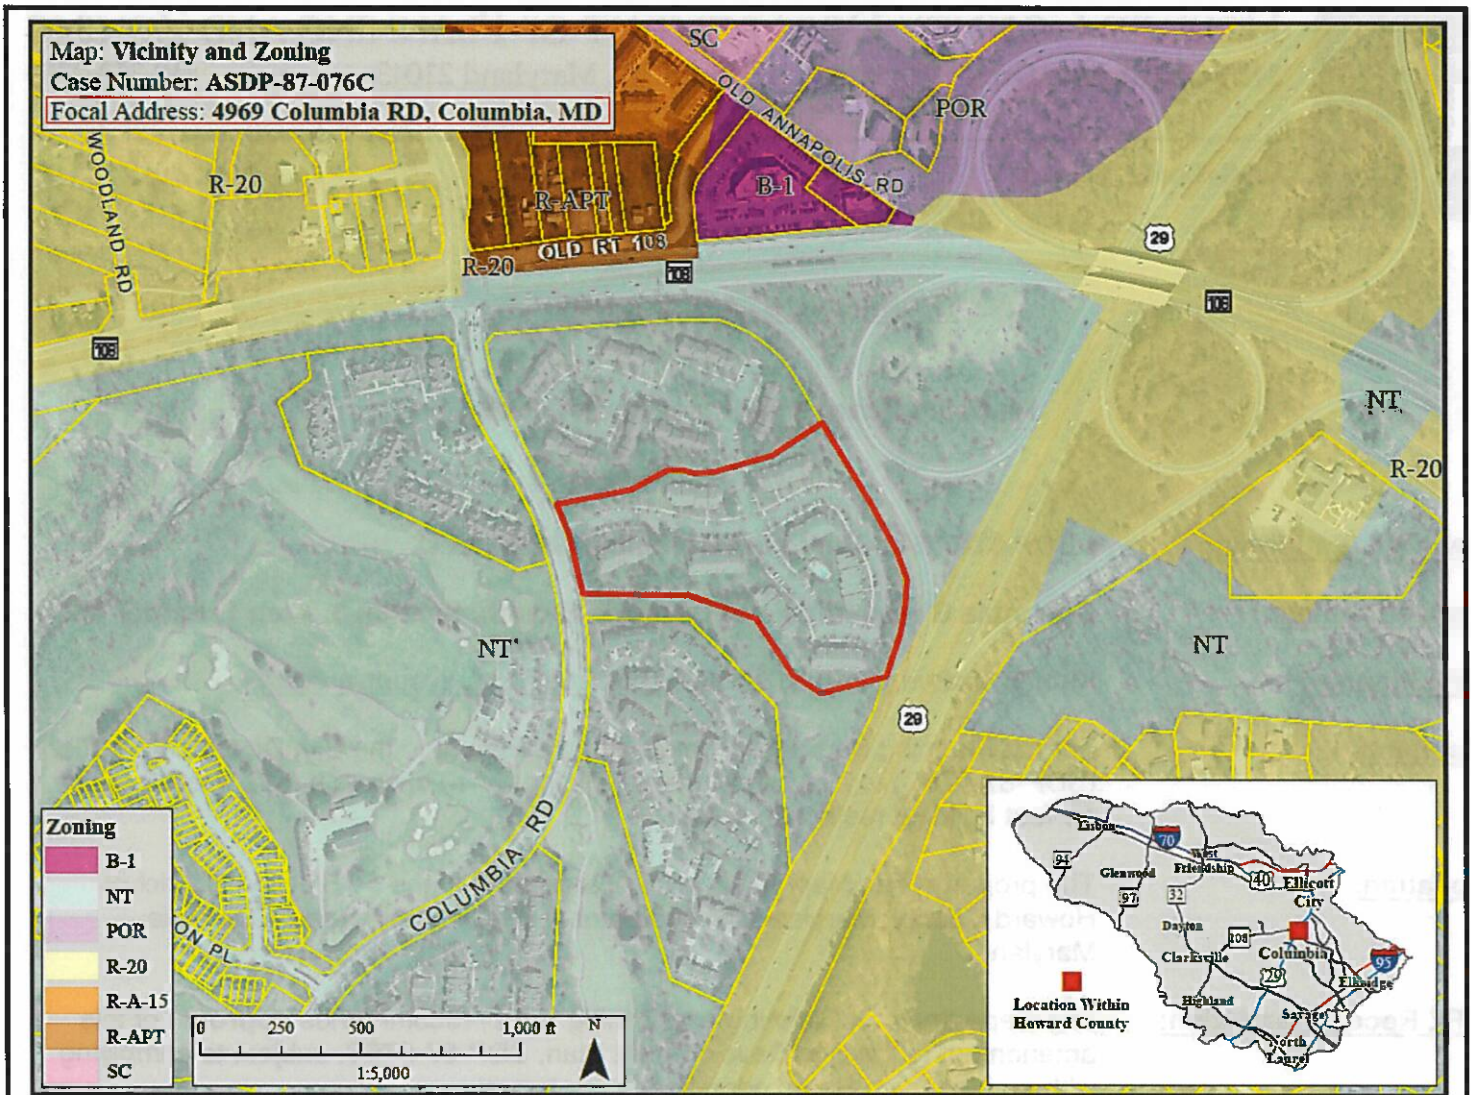 Map: Vicinity and Zoning
Case Number: ASDP-87-076C
Focal Address: 4969 Columbia RD, Columbia, MD
SC
OLD ANNAPOLIS RD
POR
WOODLAND RD
R-20
R-APT
B-1
OLD RT 108
R-20
108
29
108
108
NT
R-20
NT
NT
29
COLUMBIA RD
ON PL
Zoning
B-1
NT
POR
R-20
R-A-15
R-APT
SC
0 250 500 1,000 ft
N
1:5,000
Lisbon
70
94
West
Friendship
Glenwood
40
Ellicott
City
97
32
Dayton
108
Columbia
Clarksville
95
29
Elkridge
Location Within
Howard County
Highland
Savage
1
North
Laurel